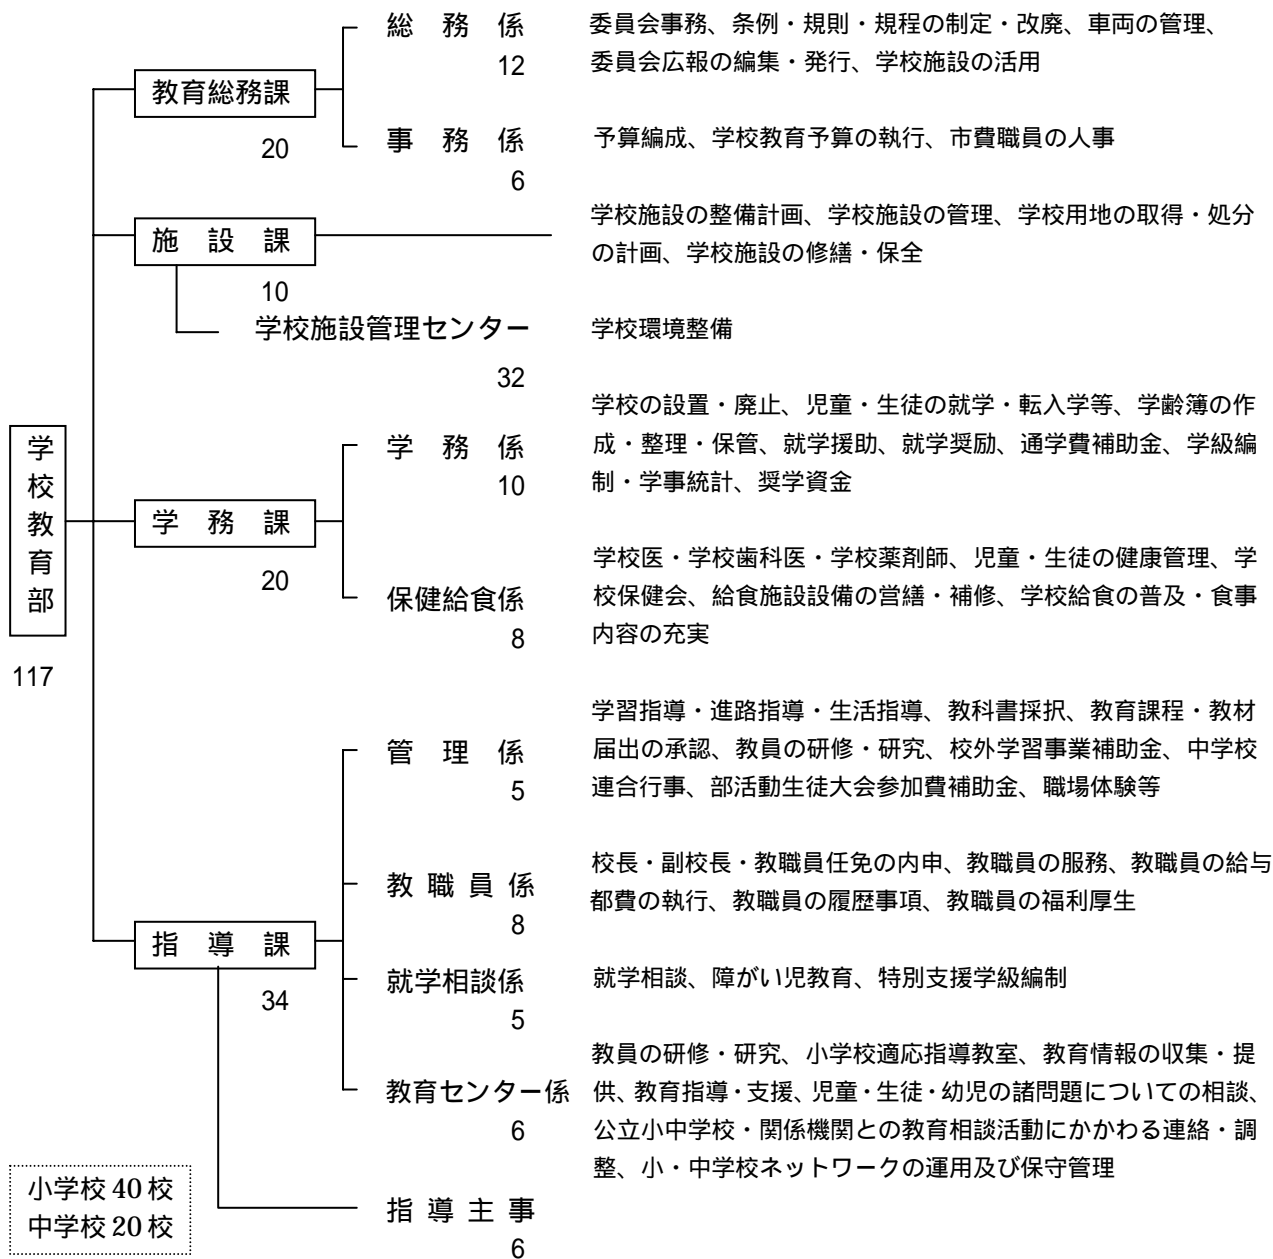 総務係
12
委員会事務、条例・規則・規程の制定・改廃、車両の管理、
委員会広報の編集・発行、学校施設の活用
教育総務課
20
事務係
6
予算編成、学校教育予算の執行、市費職員の人事
施設課
10
学校施設の整備計画、学校施設の管理、学校用地の取得・処分
の計画、学校施設の修繕・保全
学校施設管理センター
32
学校環境整備
学校教育部
117
学務係
10
学校の設置・廃止、児童・生徒の就学・転入学等、学齢簿の作
成・整理・保管、就学援助、就学奨励、通学費補助金、学級編
制・学事統計、奨学資金
学務課
20
保健給食係
8
学校医・学校歯科医・学校薬剤師、児童・生徒の健康管理、学
校保健会、給食施設設備の営繕・補修、学校給食の普及・食事
内容の充実
管理係
5
学習指導・進路指導・生活指導、教科書採択、教育課程・教材
届出の承認、教員の研修・研究、校外学習事業補助金、中学校
連合行事、部活動生徒大会参加費補助金、職場体験等
教職員係
8
校長・副校長・教職員任免の内申、教職員の服務、教職員の給与
都費の執行、教職員の履歴事項、教職員の福利厚生
指導課
34
就学相談係
5
就学相談、障がい児教育、特別支援学級編制
教育センター係
6
教員の研修・研究、小学校適応指導教室、教育情報の収集・提
供、教育指導・支援、児童・生徒・幼児の諸問題についての相談、
公立小中学校・関係機関との教育相談活動にかかわる連絡・調
整、小・中学校ネットワークの運用及び保守管理
指導主事
6
小学校 40 校
中学校 20 校